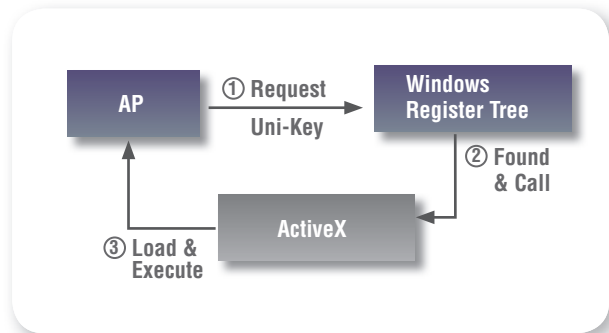 AP
① Request
Uni-Key
Windows
Register Tree
② Found
& Call
ActiveX
③ Load &
Execute